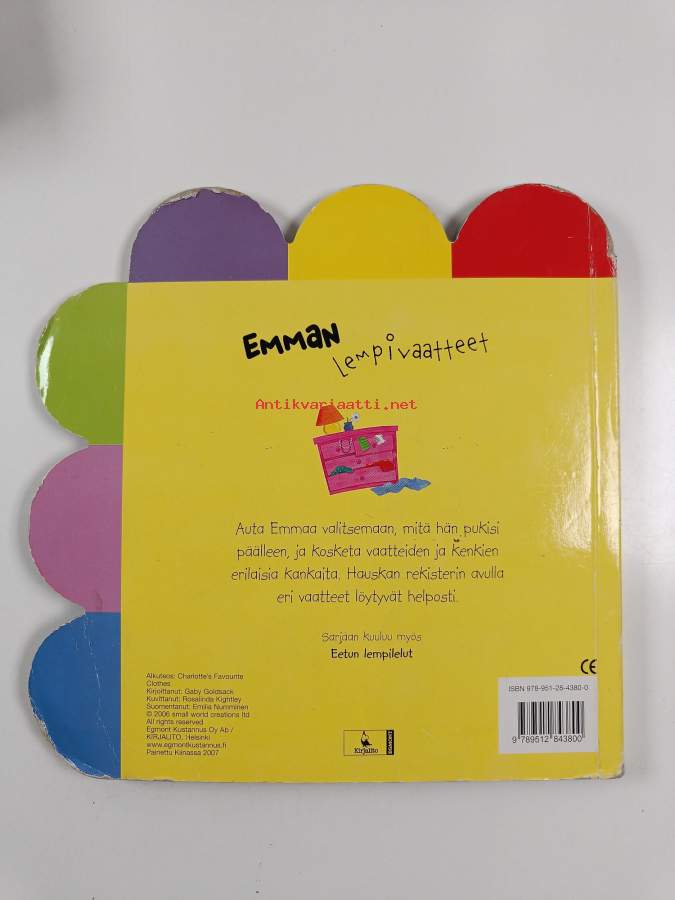 EMMAN
Lempivaatteet
Antikvariaatti.net
Auta Emmaa valitsemaan, mitä hän pukisi
päälleen, ja kosketa vaatteiden ja kenkien
erilaisia kankaita. Hauskan rekisterin avulla
eri vaatteet löytyvät helposti.
Sarjaan kuuluu myös
Eetun lempilelut
Alkuteos: Charlotte's Favourite
Clothes
Kirjoittanut: Gaby Goldsack
Kuvittanut: Rosalinda Kightley
Suomentanut: Emilia Numminen
© 2006 small world creations ltd
All rights reserved
Egmont Kustannus Oy Ab /
KIRJALITO, Helsinki
www.egmontkustannus.fi
Painettu Kiinassa 2007
Kirjalito
EGMONT
CE
ISBN 978-951-28-4380-0
9 789512 843800